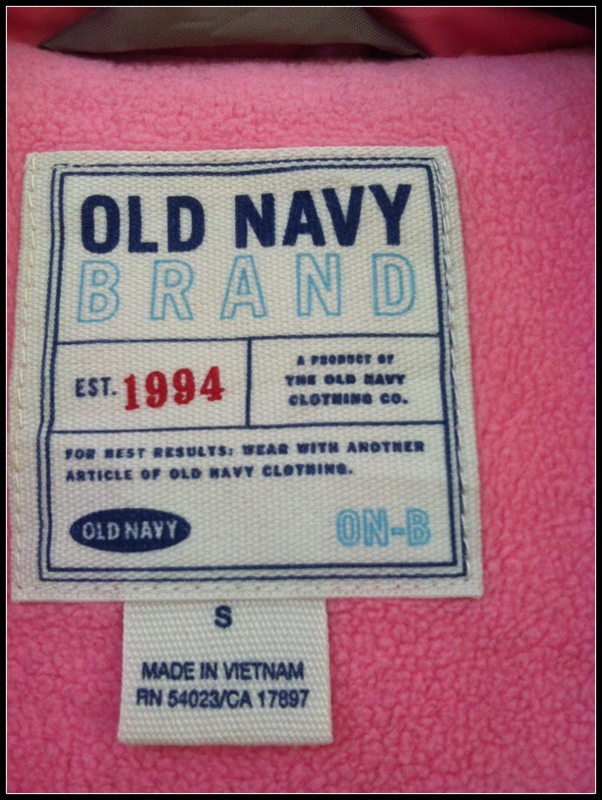 OLD NAVY
BRAND
EST. 1994
A PRODUCT OF
THE OLD NAVY
CLOTHING CO.
FOR BEST RESULTS: WEAR WITH ANOTHER
ARTICLE OF OLD NAVY CLOTHING.
OLD NAVY
ON-B
S
MADE IN VIETNAM
RN 54023/CA 17897